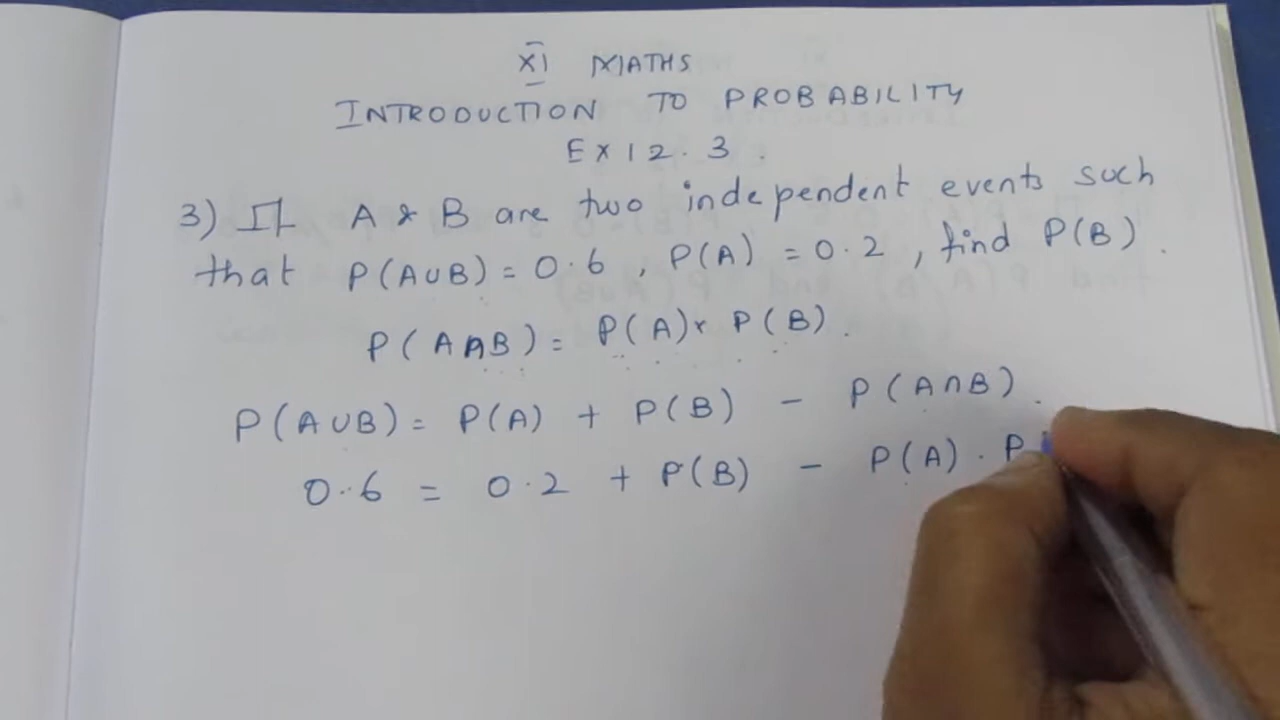 XI MATHS
INTRODUCTION TO PROBABILITY
EX 12.3.
3) If A & B are two independent events such
that P(A∪B) = 0.6, P(A) = 0.2, find P(B).
P(A∩B) = P(A) × P(B).
P(A∪B) = P(A) + P(B) - P(A∩B).
0.6 = 0.2 + P(B) - P(A) . P